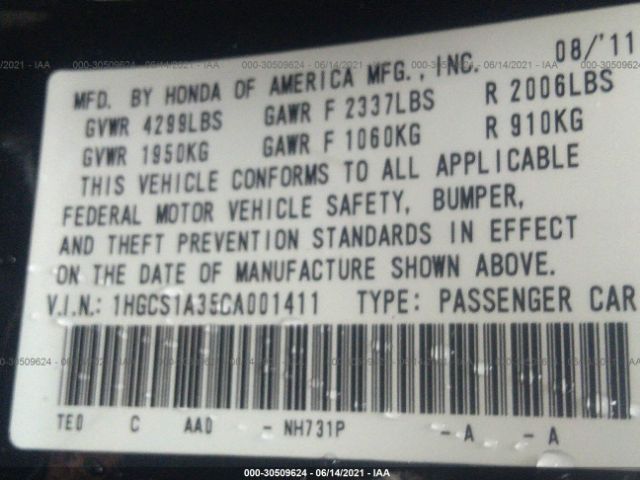 08/'11
MFD. BY HONDA OF AMERICA MFG., INC.
GVWR 4299LBS GAWR F 2337LBS R 2006LBS
GVWR 1950KG GAWR F 1060KG R 910KG
THIS VEHICLE CONFORMS TO ALL APPLICABLE
FEDERAL MOTOR VEHICLE SAFETY, BUMPER,
AND THEFT PREVENTION STANDARDS IN EFFECT
ON THE DATE OF MANUFACTURE SHOWN ABOVE.
V.I.N.: 1HGCS1A35CA001411 TYPE: PASSENGER CAR
TE0 C AA0 - NH731P - A - A
000-30509624 - 06/14/2021 - IAA